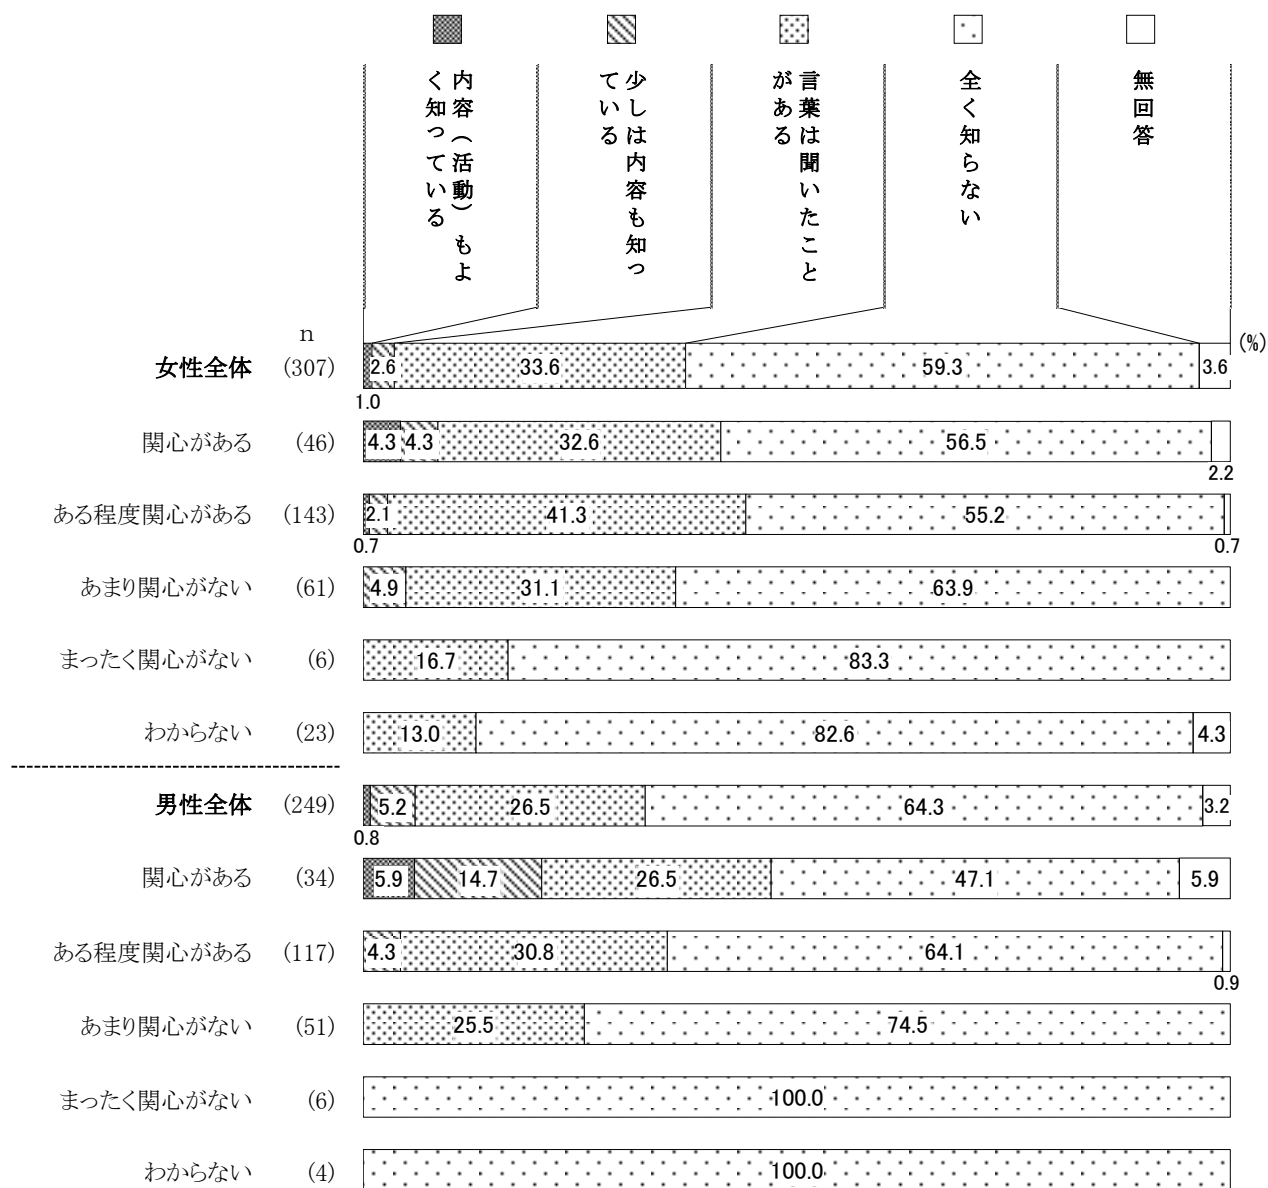 内容（活動）もよ
く知っている
少しは内容も知っ
ている
言葉は聞いたこと
がある
全く知らない
無回答
n
(%)
女性全体 (307) 2.6 33.6 59.3 3.6
1.0
関心がある (46) 4.3 4.3 32.6 56.5
2.2
ある程度関心がある (143) 2.1 41.3 55.2
0.7 0.7
あまり関心がない (61) 4.9 31.1 63.9
まったく関心がない (6) 16.7 83.3
わからない (23) 13.0 82.6 4.3
男性全体 (249) 5.2 26.5 64.3 3.2
0.8
関心がある (34) 5.9 14.7 26.5 47.1 5.9
ある程度関心がある (117) 4.3 30.8 64.1
0.9
あまり関心がない (51) 25.5 74.5
まったく関心がない (6) 100.0
わからない (4) 100.0